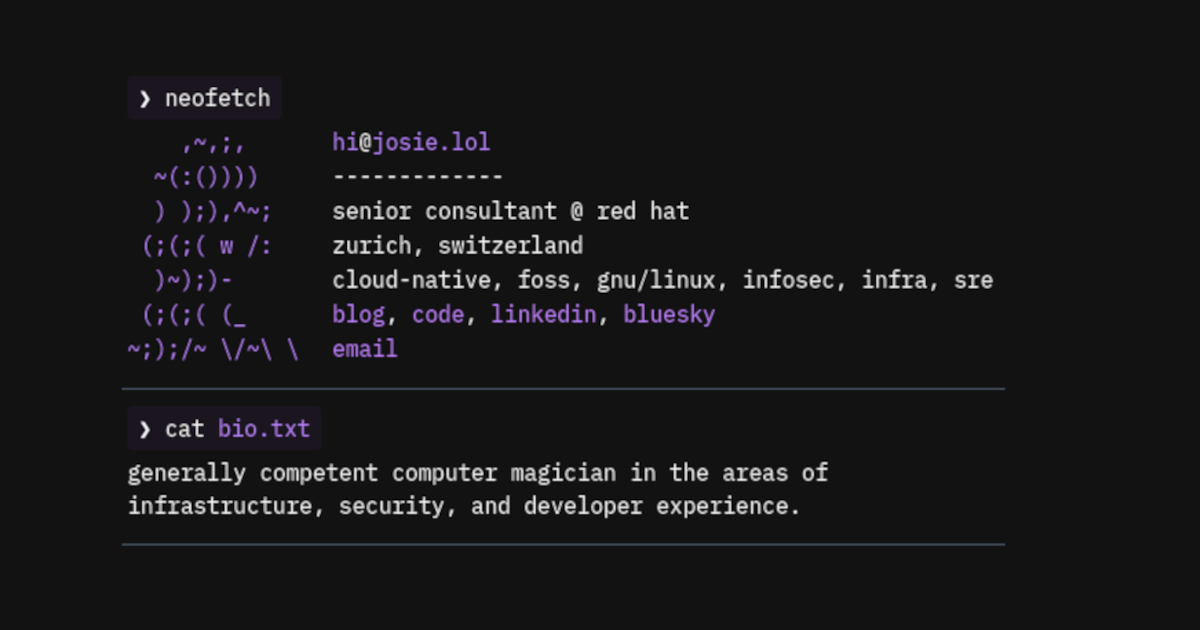 ❯ neofetch
    ,~,;,       hi@josie.lol
  ~(:())))      -------------
  ) );),^~;     senior consultant @ red hat
 (;(;( w /:     zurich, switzerland
  )~);)-        cloud-native, foss, gnu/linux, infosec, infra, sre
 (;(;( (_       blog, code, linkedin, bluesky
~;);/~ \/~\ \   email
❯ cat bio.txt
generally competent computer magician in the areas of
infrastructure, security, and developer experience.